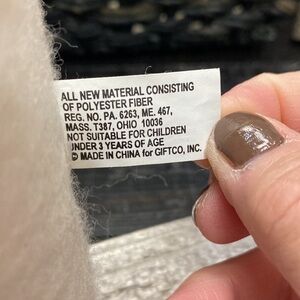 ALL NEW MATERIAL CONSISTING
OF POLYESTER FIBER
REG. NO. PA. 6263, ME. 467,
MASS. T387, OHIO 10036
NOT SUITABLE FOR CHILDREN
UNDER 3 YEARS OF AGE
© MADE IN CHINA for GIFTCO, INC.